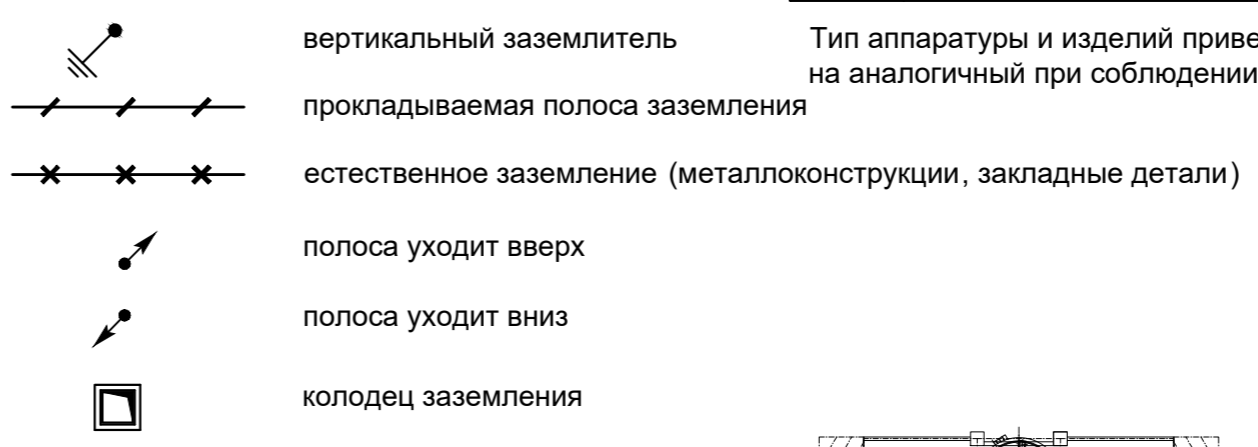 вертикальный заземлитель
прокладываемая полоса заземления
естественное заземление (металлоконструкции, закладные детали)
полоса уходит вверх
полоса уходит вниз
колодец заземления
Тип аппаратуры и изделий
на аналогичный при соблюдении